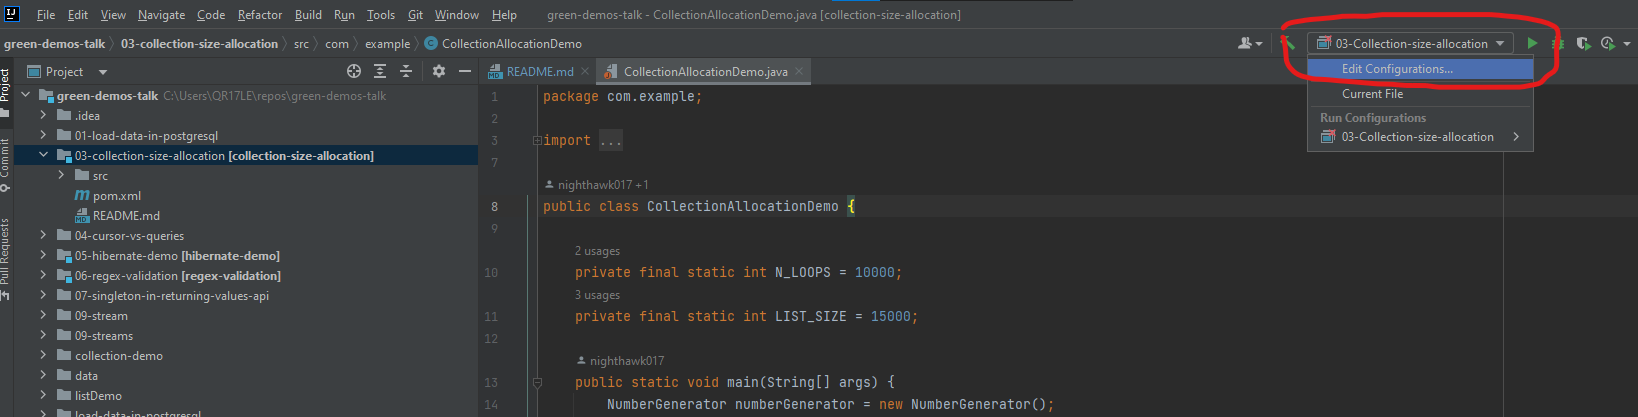 File Edit View Navigate Code Refactor Build Run Tools Git Window Help green-demos-talk - CollectionAllocationDemo.java [collection-size-allocation]
green-demos-talk 03-collection-size-allocation src com example CollectionAllocationDemo 03-Collection-size-allocation
Project README.md CollectionAllocationDemo.java
Edit Configurations...
Current File
Run Configurations
03-Collection-size-allocation
Project
Commit
Pull Requests
green-demos-talk C:\Users\QR17LE\repos\green-demos-talk
.idea
01-load-data-in-postgresql
03-collection-size-allocation [collection-size-allocation]
src
pom.xml
README.md
04-cursor-vs-queries
05-hibernate-demo [hibernate-demo]
06-regex-validation [regex-validation]
07-singleton-in-returning-values-api
09-stream
09-streams
collection-demo
data
listDemo
load-data-in-postgresql
1 package com.example;
2
3 import ...
7
nighthawk017 +1
8 public class CollectionAllocationDemo {
9
2 usages
10 private final static int N_LOOPS = 10000;
3 usages
11 private final static int LIST_SIZE = 15000;
12
nighthawk017
13 public static void main(String[] args) {
14 NumberGenerator numberGenerator = new NumberGenerator();